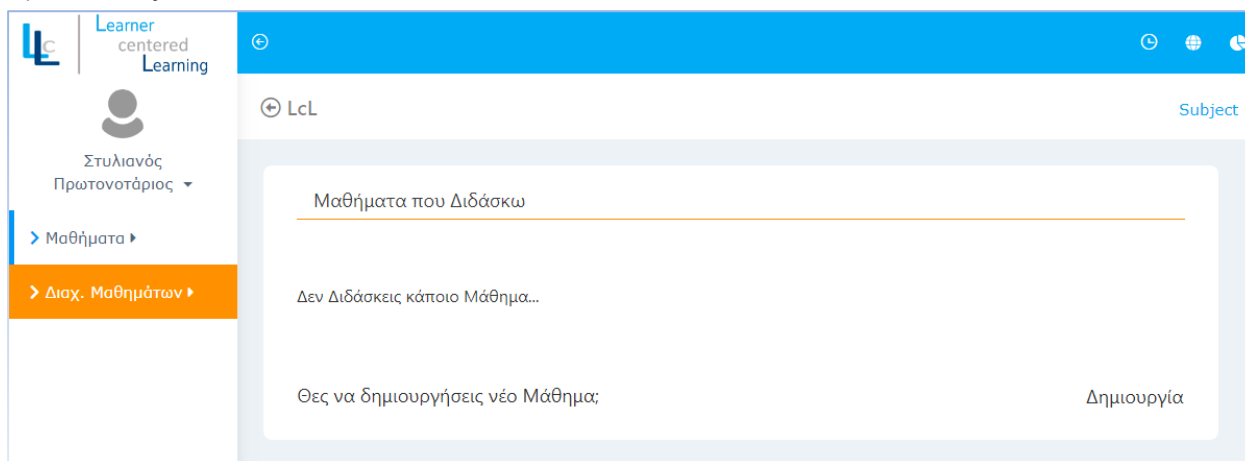 Learner
centered
Learning
LLC
LcL
Subject
Στυλιανός
Πρωτονοτάριος
Μαθήματα που Διδάσκω
Μαθήματα
Διαχ. Μαθημάτων
Δεν Διδάσκεις κάποιο Μάθημα...
Θες να δημιουργήσεις νέο Μάθημα; Δημιουργία